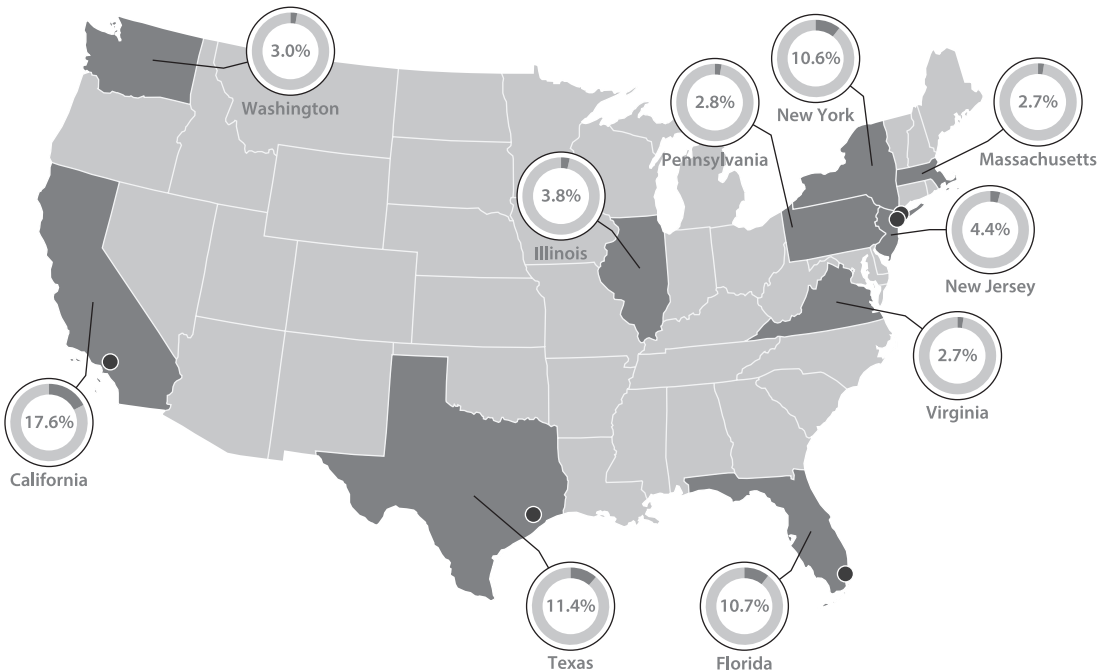 3.0%
Washington
10.6%
New York
2.8%
Pennsylvania
2.7%
Massachusetts
3.8%
Illinois
4.4%
New Jersey
2.7%
Virginia
17.6%
California
11.4%
Texas
10.7%
Florida